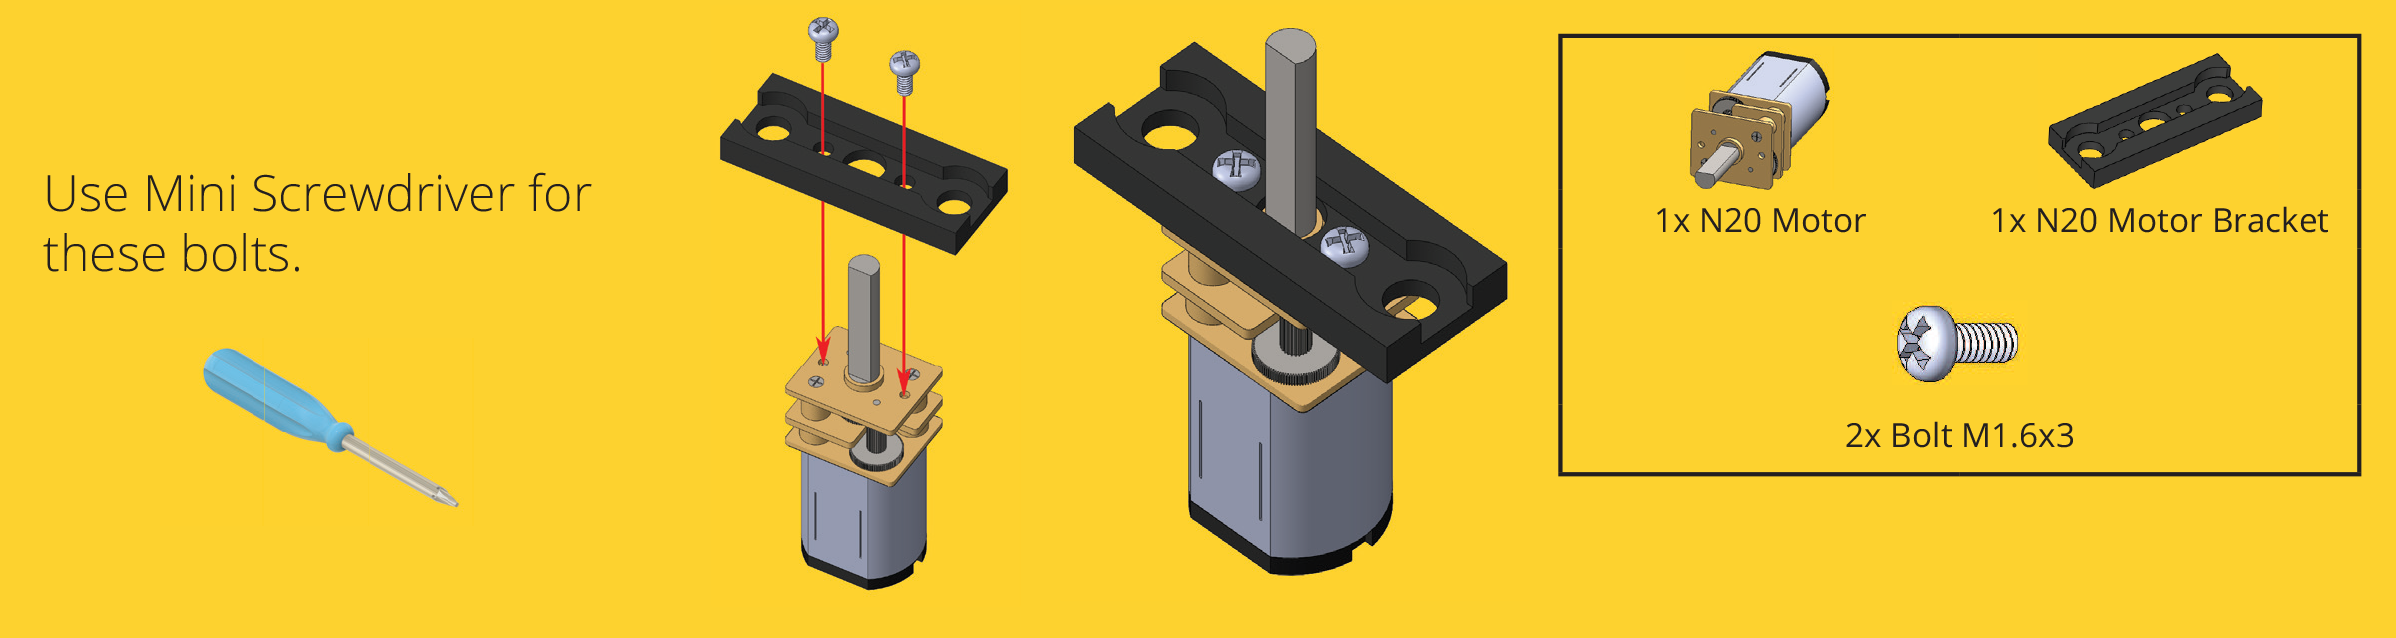 Use Mini Screwdriver for
these bolts.
1x N20 Motor
1x N20 Motor Bracket
2x Bolt M1.6x3